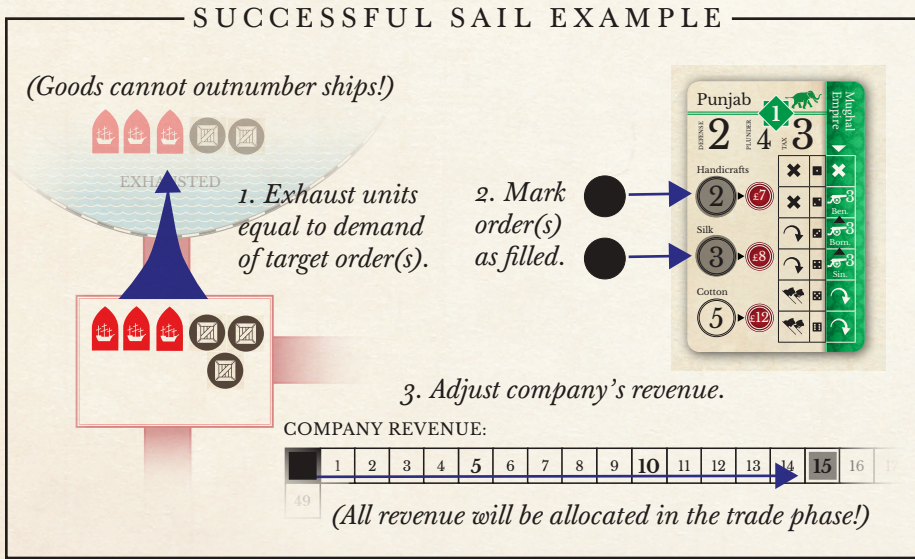 SUCCESSFUL SAIL EXAMPLE
(Goods cannot outnumber ships!)
EXHAUSTED
1. Exhaust units
equal to demand
of target order(s).
2. Mark
order(s)
as filled.
Punjab
1
Mughal
Empire
DEFENSE
2
PLUNDER
4
TAX
3
Handicrafts
2
£7
3
Ben.
Silk
3
£8
3
Bom.
3
Sin.
Cotton
5
£12
3. Adjust company's revenue.
COMPANY REVENUE:
1 2 3 4 5 6 7 8 9 10 11 12 13 14 15 16 17
49
(All revenue will be allocated in the trade phase!)